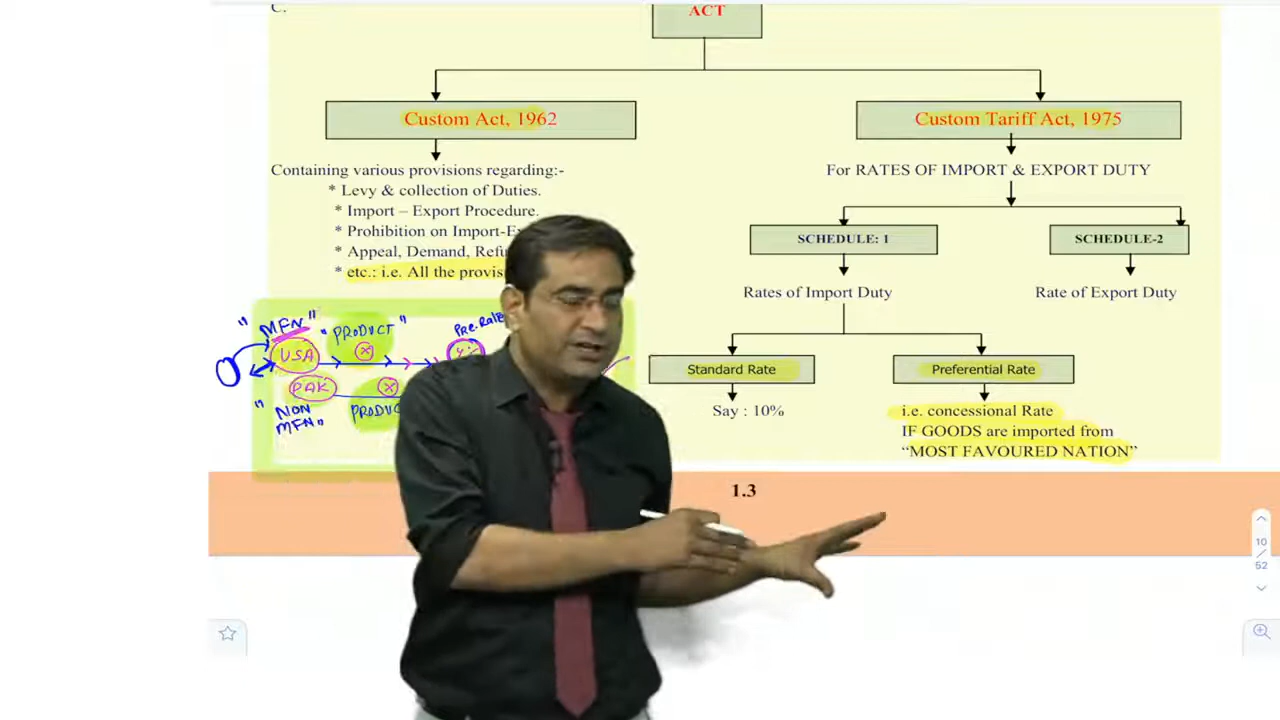 C.
ACT
Custom Act, 1962
Custom Tariff Act, 1975
Containing various provisions regarding:-
* Levy & collection of Duties.
* Import – Export Procedure.
* Prohibition on Import-Ex
* Appeal, Demand, Refu
* etc.: i.e. All the provis
For RATES OF IMPORT & EXPORT DUTY
SCHEDULE: 1
SCHEDULE-2
Rates of Import Duty
Rate of Export Duty
Standard Rate
Preferential Rate
Say : 10%
i.e. concessional Rate
IF GOODS are imported from
“MOST FAVOURED NATION”
"MFN"
"PRODUCT"
Pre. Rate
USA
PAK
"NON
MFN"
PRODUC
1.3
10
/
52